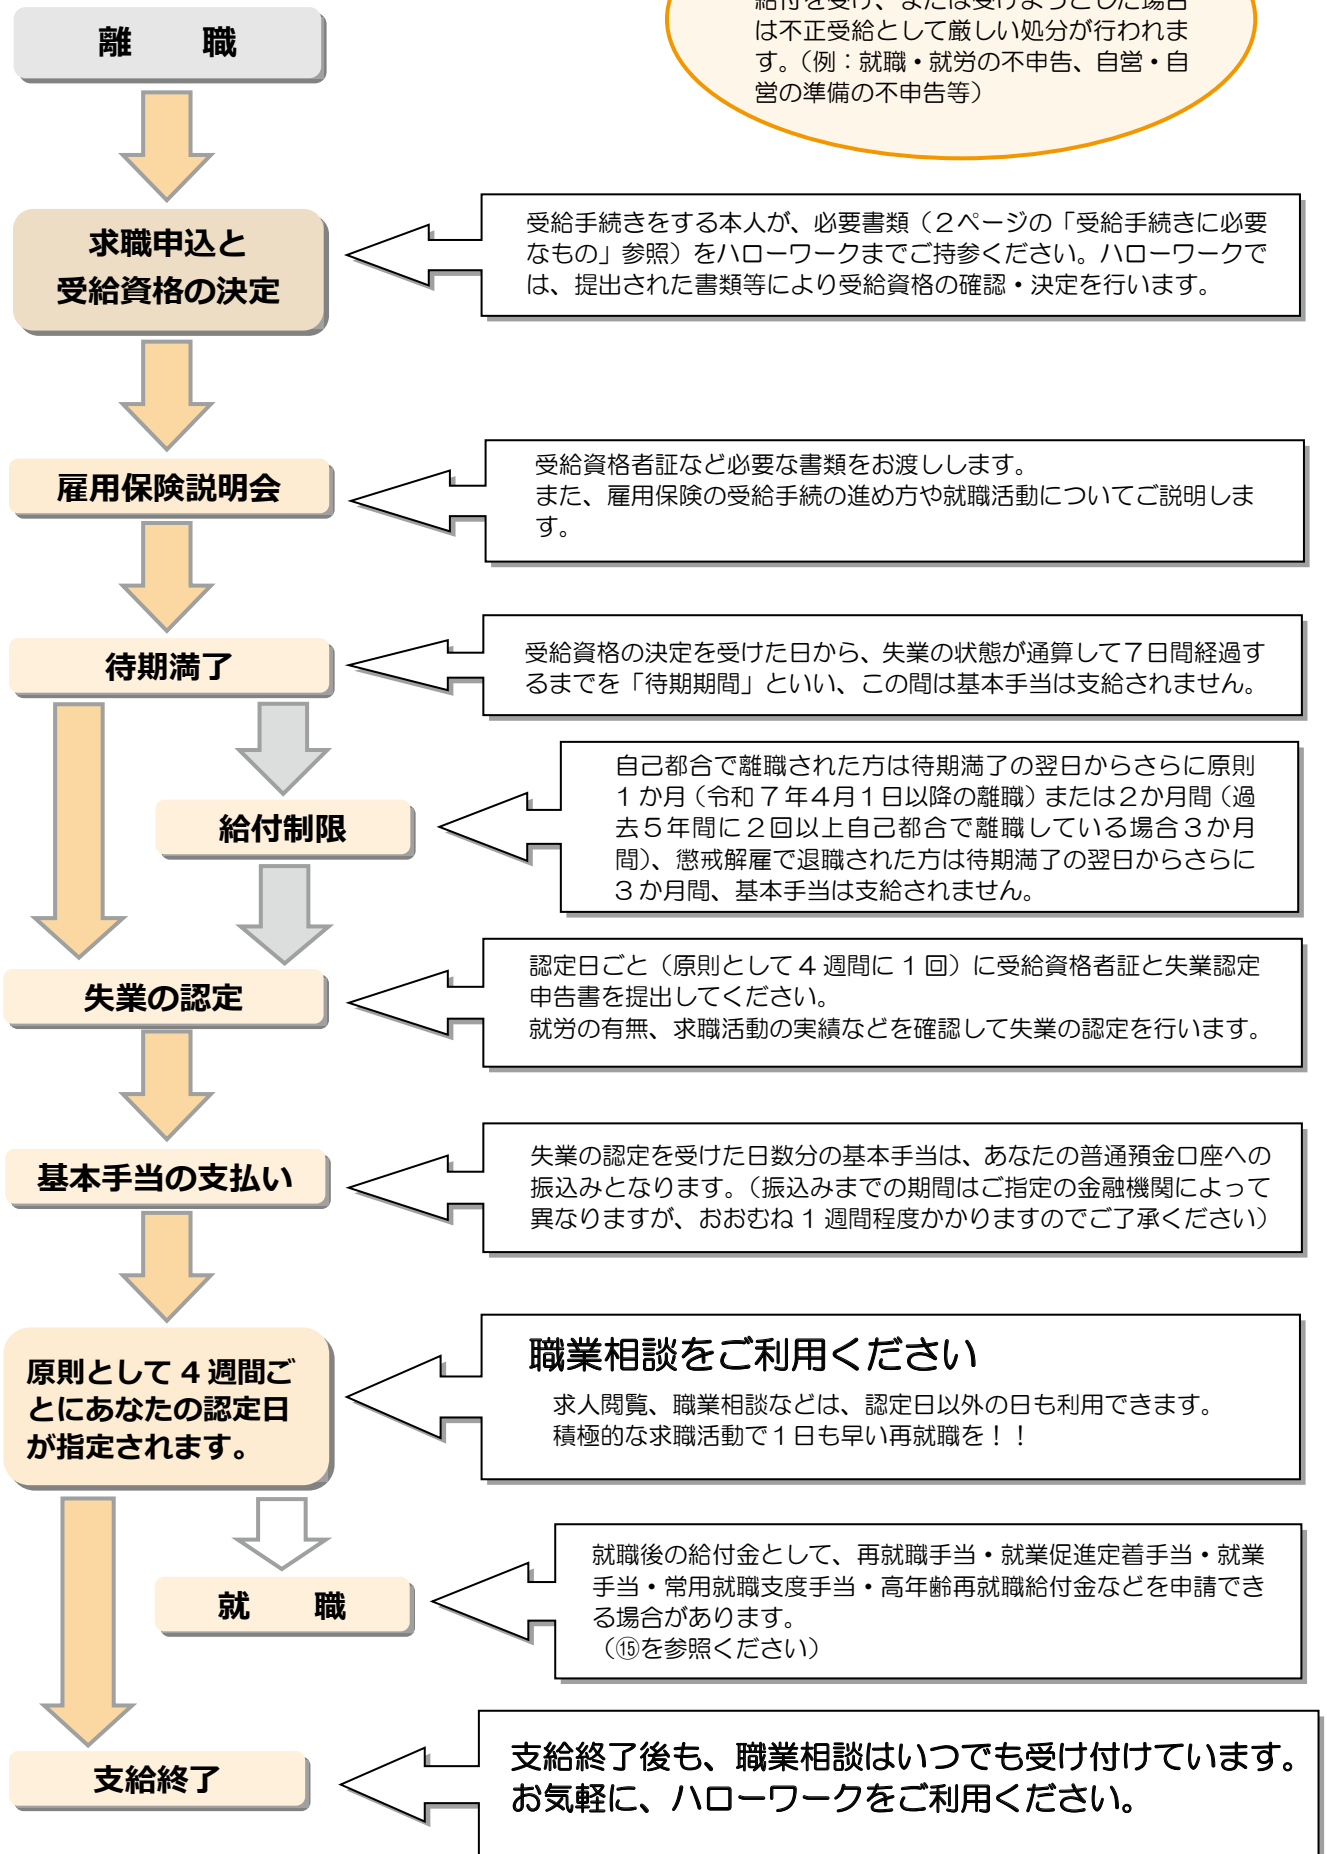 給付を受け、または受けようとした場合
は不正受給として厳しい処分が行われま
す。（例：就職・就労の不申告、自営・自
営の準備の不申告等）
離　職
求職申込と
受給資格の決定
受給手続きをする本人が、必要書類（２ページの「受給手続きに必要
なもの」参照）をハローワークまでご持参ください。ハローワークで
は、提出された書類等により受給資格の確認・決定を行います。
雇用保険説明会
受給資格者証など必要な書類をお渡しします。
また、雇用保険の受給手続の進め方や就職活動についてご説明しま
す。
待期満了
受給資格の決定を受けた日から、失業の状態が通算して７日間経過す
るまでを「待期期間」といい、この間は基本手当は支給されません。
給付制限
自己都合で離職された方は待期満了の翌日からさらに原則
１か月（令和７年４月１日以降の離職）または２か月間（過
去５年間に２回以上自己都合で離職している場合３か月
間）、懲戒解雇で退職された方は待期満了の翌日からさらに
３か月間、基本手当は支給されません。
失業の認定
認定日ごと（原則として４週間に１回）に受給資格者証と失業認定
申告書を提出してください。
就労の有無、求職活動の実績などを確認して失業の認定を行います。
基本手当の支払い
失業の認定を受けた日数分の基本手当は、あなたの普通預金口座への
振込みとなります。（振込みまでの期間はご指定の金融機関によって
異なりますが、おおむね１週間程度かかりますのでご了承ください）
原則として４週間ご
とにあなたの認定日
が指定されます。
職業相談をご利用ください
求人閲覧、職業相談などは、認定日以外の日も利用できます。
積極的な求職活動で１日も早い再就職を！！
就　職
就職後の給付金として、再就職手当・就業促進定着手当・就業
手当・常用就職支度手当・高年齢再就職給付金などを申請でき
る場合があります。
（⑮を参照ください）
支給終了
支給終了後も、職業相談はいつでも受け付けています。
お気軽に、ハローワークをご利用ください。